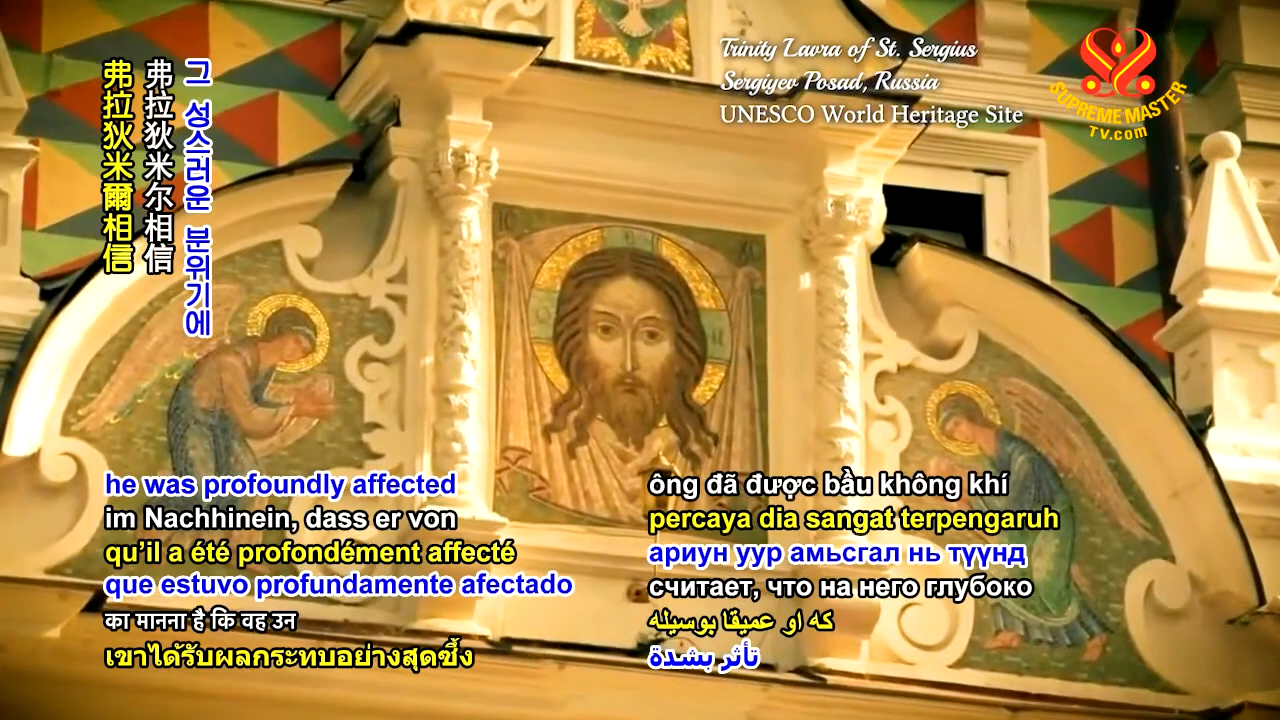 Trinity Lavra of St. Sergius
Sergiyev Posad, Russia
UNESCO World Heritage Site
SUPREME MASTER
TV.com
그 성스러운 분위기에
弗拉狄米尔相信
弗拉狄米爾相信
he was profoundly affected
im Nachhinein, dass er von
qu'il a été profondément affecté
que estuvo profundamente afectado
का मानना है कि वह उन
เขาได้รับผลกระทบอย่างสุดซึ้ง
ông đã được bầu không khí
percaya dia sangat terpengaruh
ариун уур амьсгал нь түүнд
считает, что на него глубоко
که او عمیقا بوسیله
تأثر بشدة